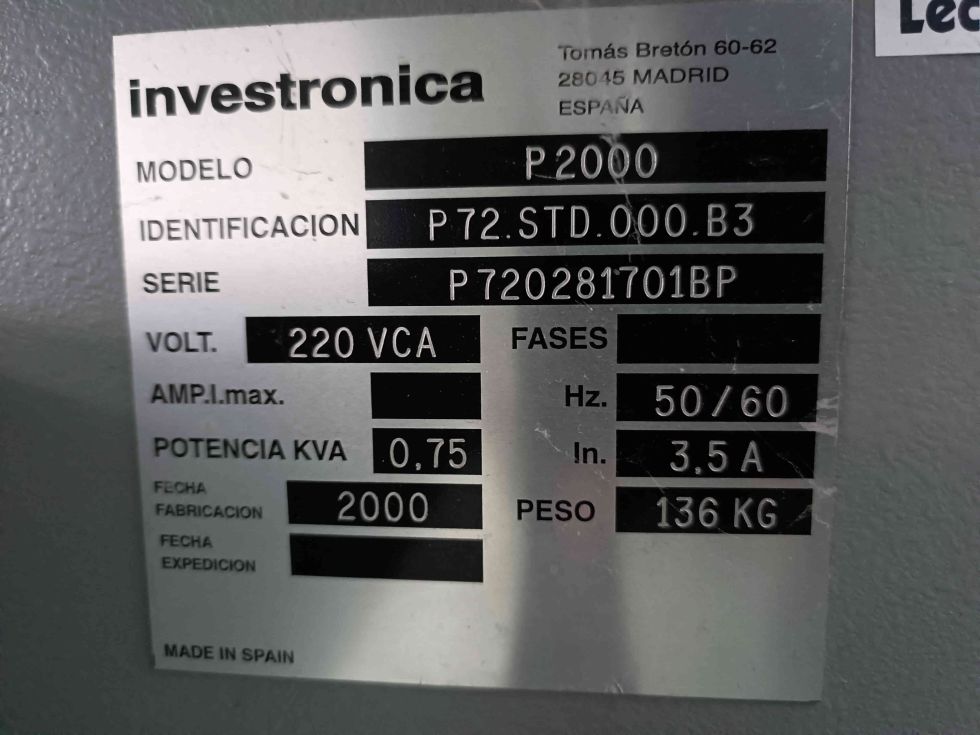 investronica
Tomás Bretón 60-62
28045 MADRID
ESPAÑA
MODELO P2000
IDENTIFICACION P72.STD.000.B3
SERIE P720281701BP
VOLT. 220 VCA FASES
AMP.I.max. Hz. 50/60
POTENCIA KVA 0,75 In. 3,5 A
FECHA
FABRICACION 2000 PESO 136 KG
FECHA
EXPEDICION
MADE IN SPAIN